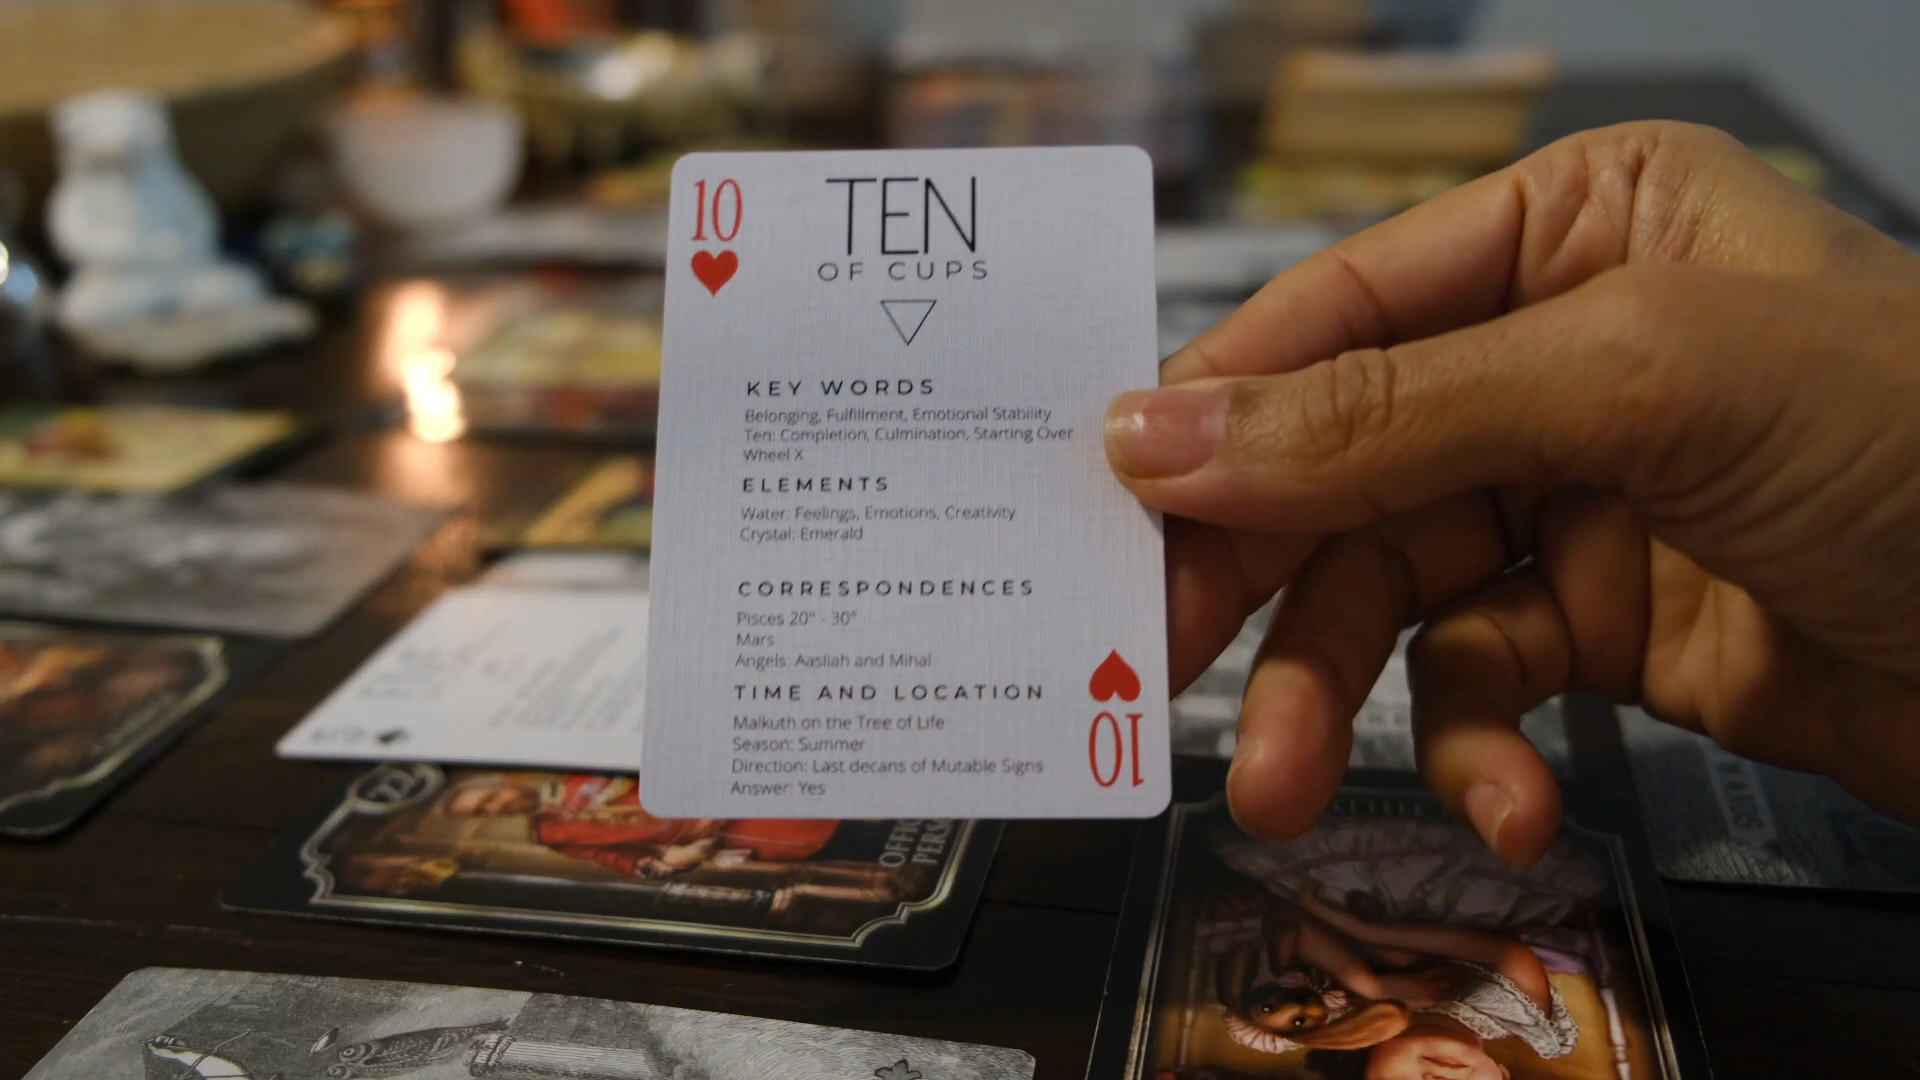 10
TEN
OF CUPS
KEY WORDS
Belonging, Fulfillment, Emotional Stability
Ten: Completion, Culmination, Starting Over
Wheel X
ELEMENTS
Water: Feelings, Emotions, Creativity
Crystal: Emerald
CORRESPONDENCES
Pisces 20° - 30°
Mars
Angels: Aasliah and Mihal
TIME AND LOCATION
Malkuth on the Tree of Life
Season: Summer
Direction: Last decans of Mutable Signs
Answer: Yes
10
22